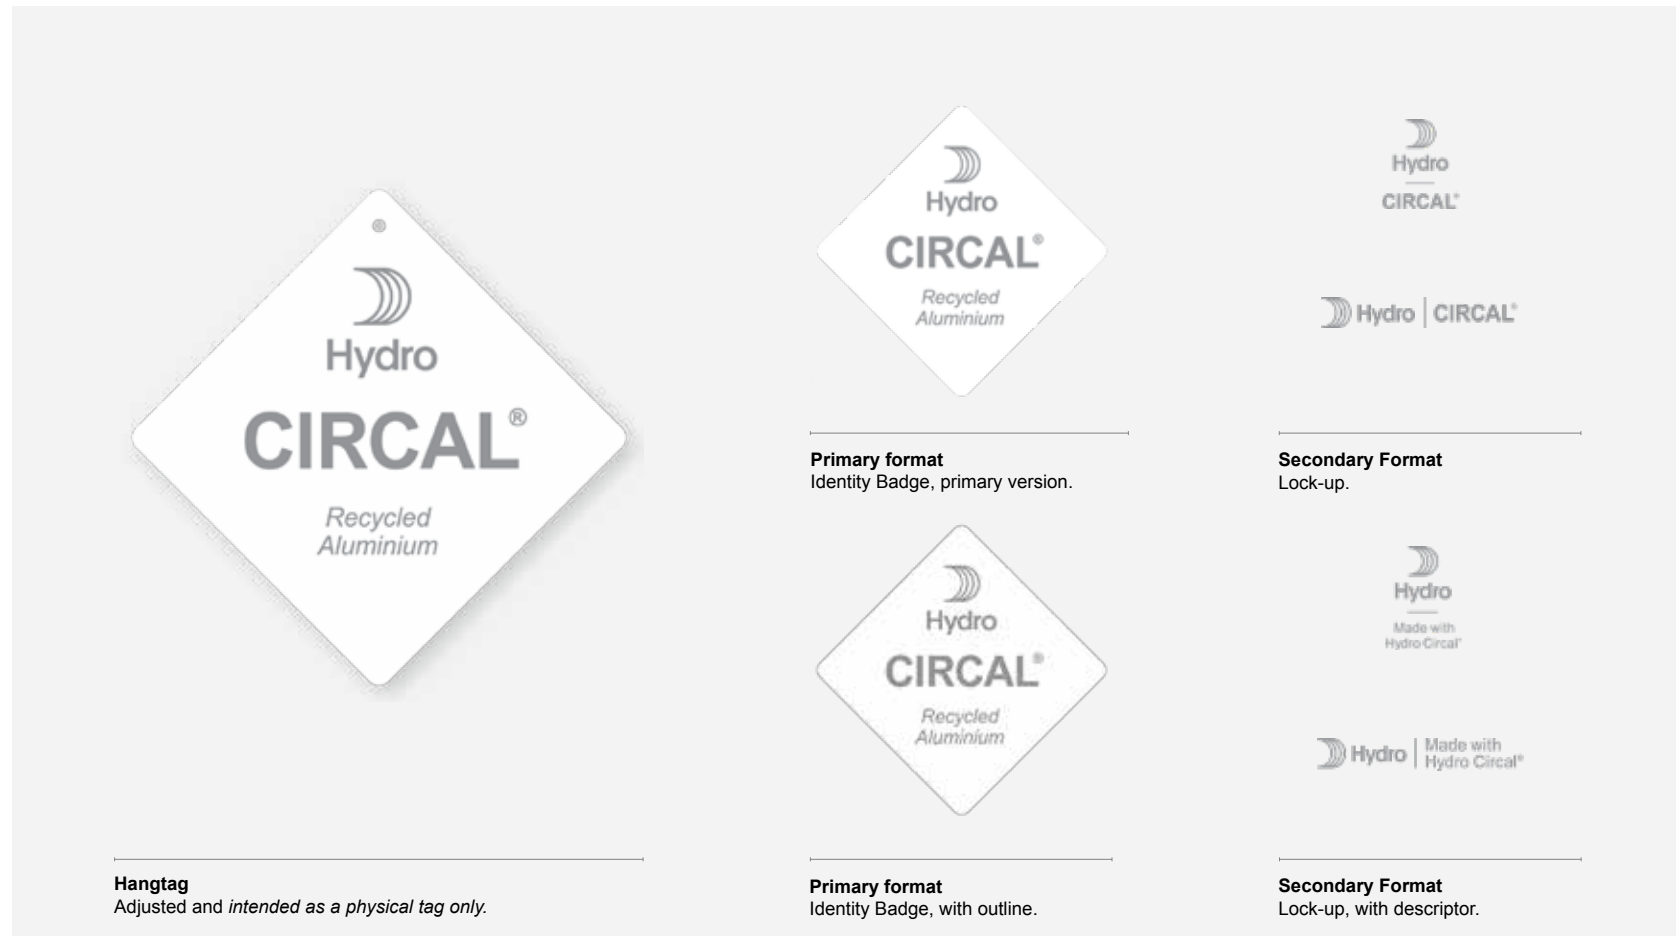 Hydro
CIRCAL®
Recycled
Aluminium
Hangtag
Adjusted and intended as a physical tag only.
Hydro
CIRCAL®
Recycled
Aluminium
Primary format
Identity Badge, primary version.
Hydro
CIRCAL®
Recycled
Aluminium
Primary format
Identity Badge, with outline.
Hydro
CIRCAL®
Hydro | CIRCAL®
Secondary Format
Lock-up.
Hydro
Made with
Hydro Circal®
Hydro | Made with
Hydro Circal®
Secondary Format
Lock-up, with descriptor.